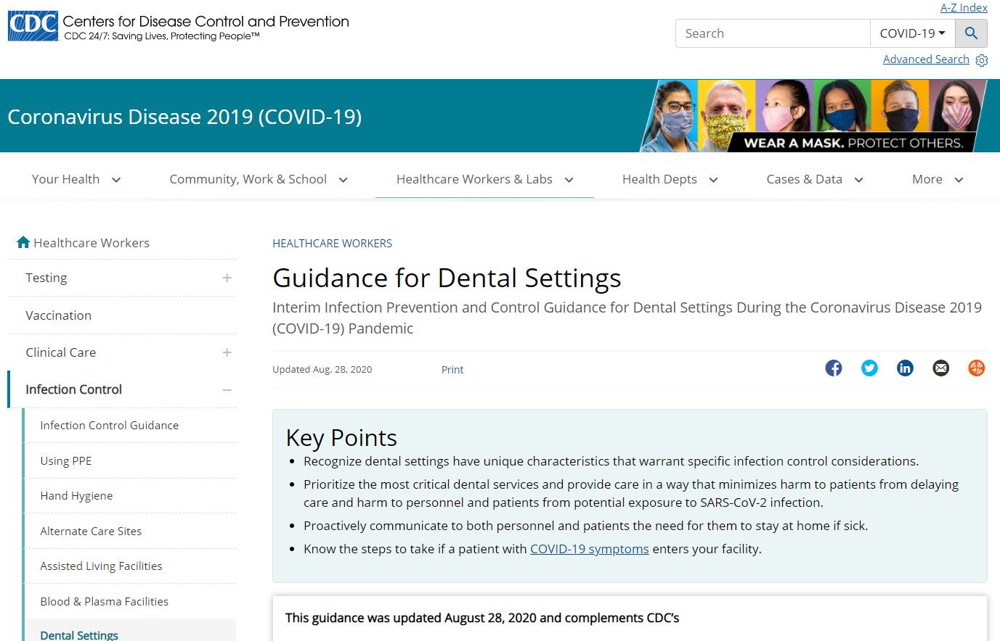 A-Z Index
CDC
Centers for Disease Control and Prevention
CDC 24/7: Saving Lives, Protecting People™
Search
COVID-19
Advanced Search
Coronavirus Disease 2019 (COVID-19)
WEAR A MASK. PROTECT OTHERS.
Your Health
Community, Work & School
Healthcare Workers & Labs
Health Depts
Cases & Data
More
Healthcare Workers
Testing
Vaccination
Clinical Care
Infection Control
Infection Control Guidance
Using PPE
Hand Hygiene
Alternate Care Sites
Assisted Living Facilities
Blood & Plasma Facilities
Dental Settings
HEALTHCARE WORKERS
Guidance for Dental Settings
Interim Infection Prevention and Control Guidance for Dental Settings During the Coronavirus Disease 2019
(COVID-19) Pandemic
Updated Aug. 28, 2020
Print
Key Points
• Recognize dental settings have unique characteristics that warrant specific infection control considerations.
• Prioritize the most critical dental services and provide care in a way that minimizes harm to patients from delaying
care and harm to personnel and patients from potential exposure to SARS-CoV-2 infection.
• Proactively communicate to both personnel and patients the need for them to stay at home if sick.
• Know the steps to take if a patient with COVID-19 symptoms enters your facility.
This guidance was updated August 28, 2020 and complements CDC’s